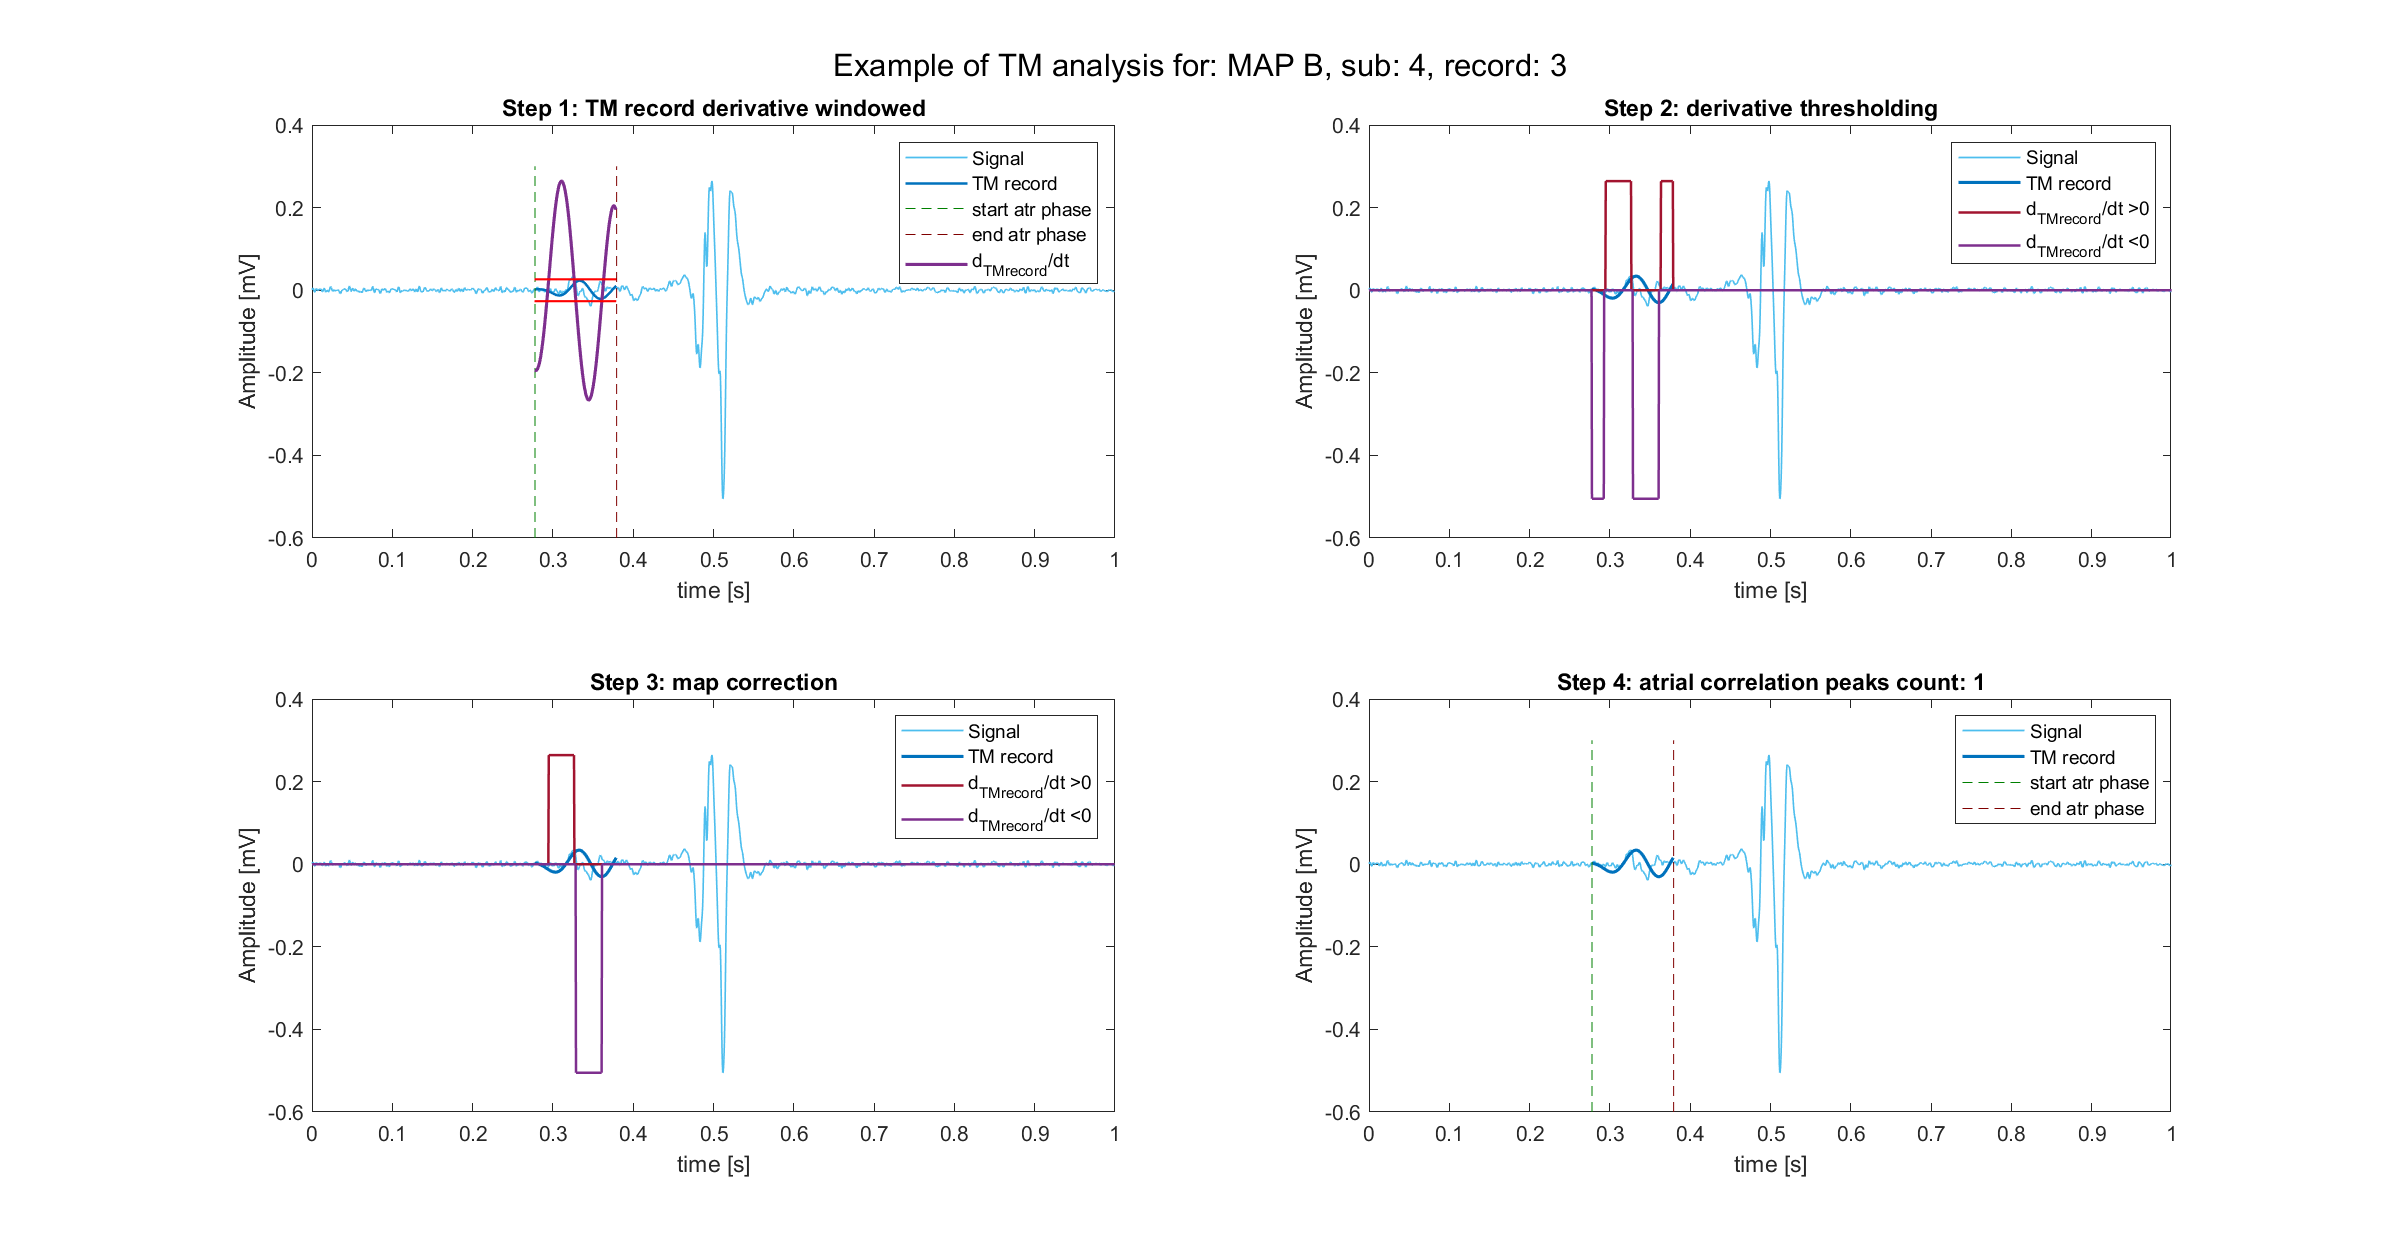 Example of TM analysis for: MAP B, sub: 4, record: 3
Step 1: TM record derivative windowed
0.4
0.2
0
-0.2
-0.4
-0.6
Amplitude [mV]
0 0.1 0.2 0.3 0.4 0.5 0.6 0.7 0.8 0.9 1
time [s]
Signal
TM record
start atr phase
end atr phase
dTMrecord/dt
Step 2: derivative thresholding
0.4
0.2
0
-0.2
-0.4
-0.6
Amplitude [mV]
0 0.1 0.2 0.3 0.4 0.5 0.6 0.7 0.8 0.9 1
time [s]
Signal
TM record
dTMrecord/dt >0
dTMrecord/dt <0
Step 3: map correction
0.4
0.2
0
-0.2
-0.4
-0.6
Amplitude [mV]
0 0.1 0.2 0.3 0.4 0.5 0.6 0.7 0.8 0.9 1
time [s]
Signal
TM record
dTMrecord/dt >0
dTMrecord/dt <0
Step 4: atrial correlation peaks count: 1
0.4
0.2
0
-0.2
-0.4
-0.6
Amplitude [mV]
0 0.1 0.2 0.3 0.4 0.5 0.6 0.7 0.8 0.9 1
time [s]
Signal
TM record
start atr phase
end atr phase